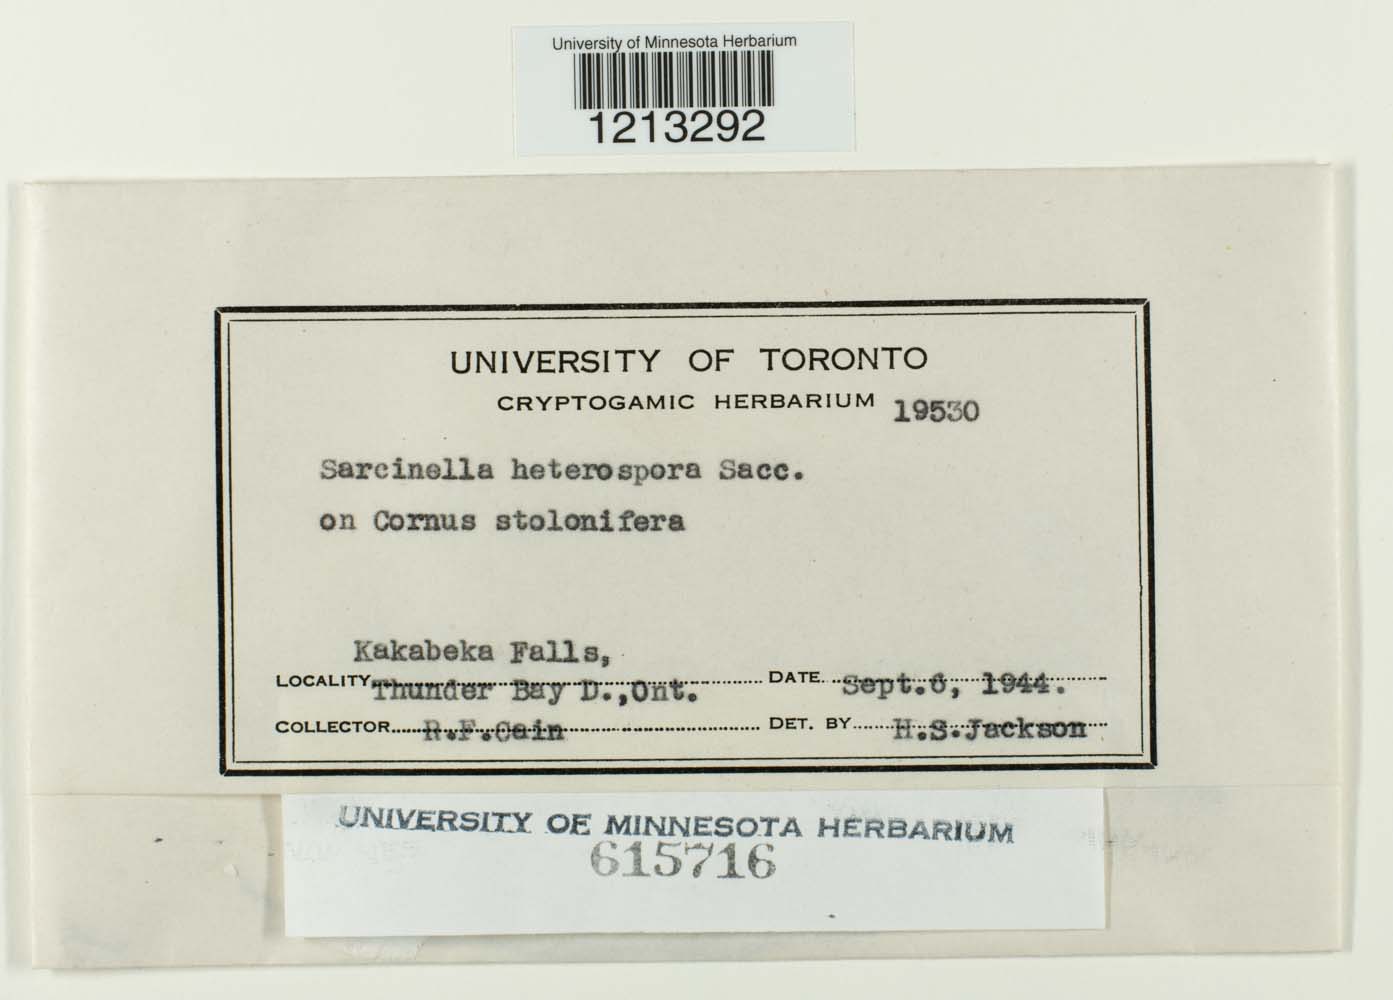 University of Minnesota Herbarium
1213292
UNIVERSITY OF TORONTO
CRYPTOGAMIC HERBARIUM 19530
Sarcinella heterospora Sacc.
on Cornus stolonifera
Kakabeka Falls,
LOCALITY Thunder Bay D.,Ont. DATE Sept.6, 1944.
COLLECTOR R.F.Cain DET. BY H.S.Jackson
UNIVERSITY OF MINNESOTA HERBARIUM
615716